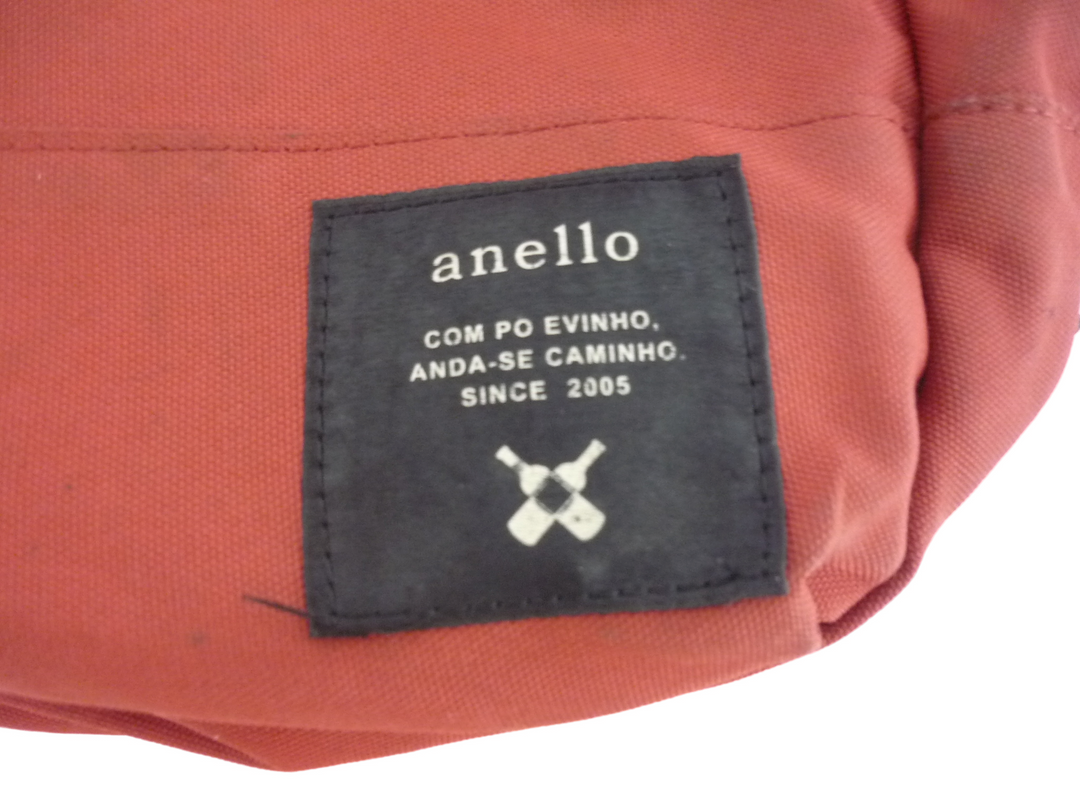 anello
COM PO EVINHO,
ANDA-SE CAMINHO.
SINCE 2005